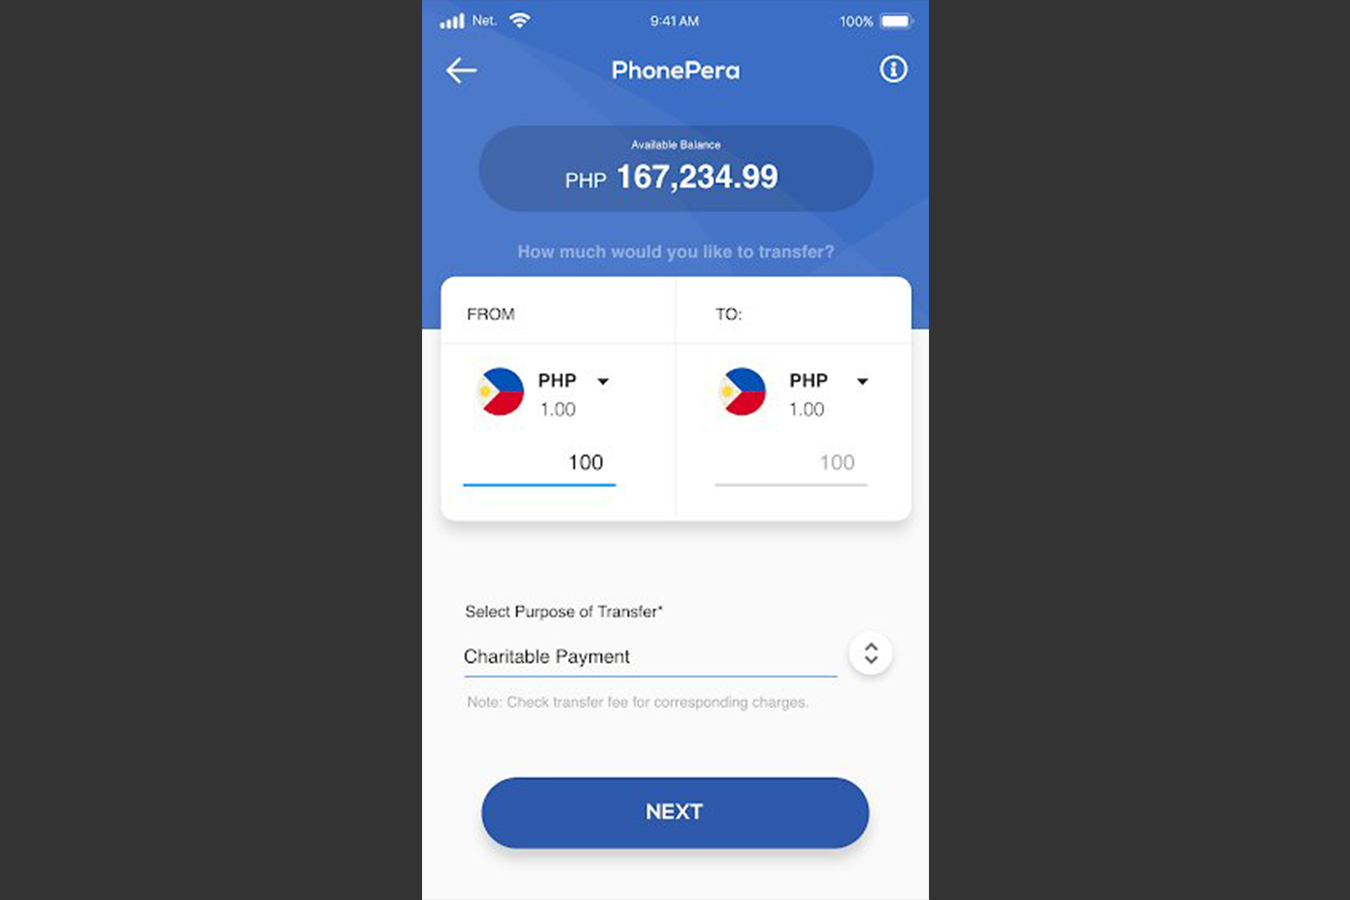 Net.
9:41 AM
100%
PhonePera
Available Balance
PHP 167,234.99
How much would you like to transfer?
FROM
TO:
PHP
1.00
100
PHP
1.00
100
Select Purpose of Transfer*
Charitable Payment
Note: Check transfer fee for corresponding charges.
NEXT